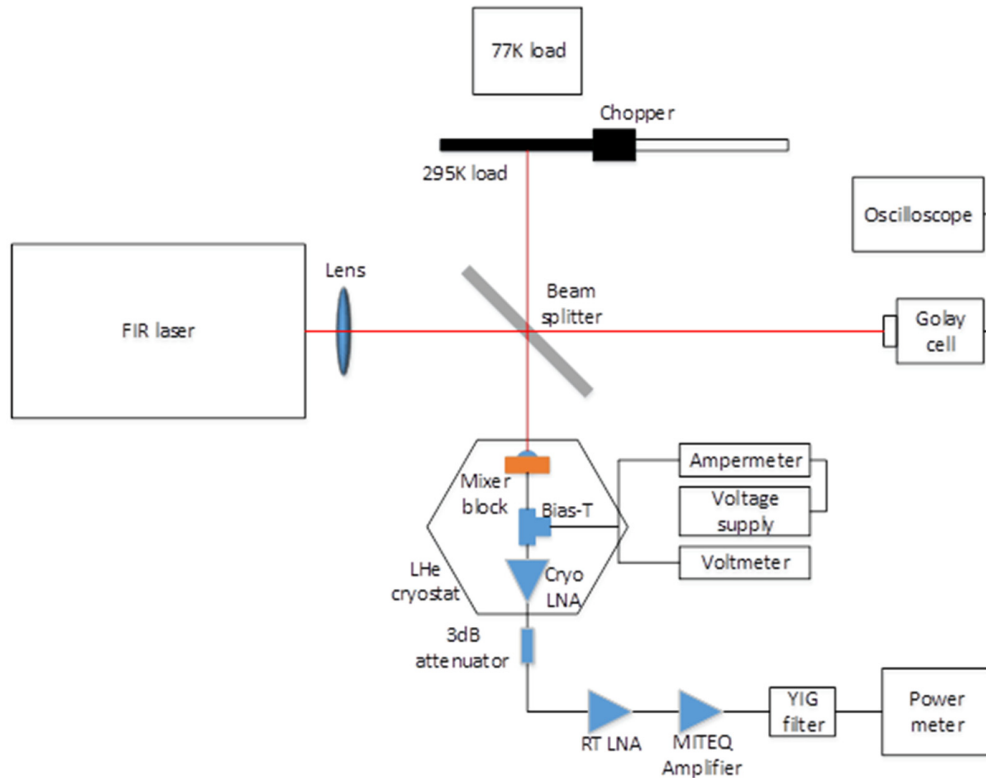 77K load
Chopper
295K load
Oscilloscope
Lens
FIR laser
Beam
splitter
Golay
cell
Mixer
block
Bias-T
Ampermeter
Voltage
supply
Voltmeter
LHe
cryostat
Cryo
LNA
3dB
attenuator
RT LNA
MITEQ
Amplifier
YIG
filter
Power
meter